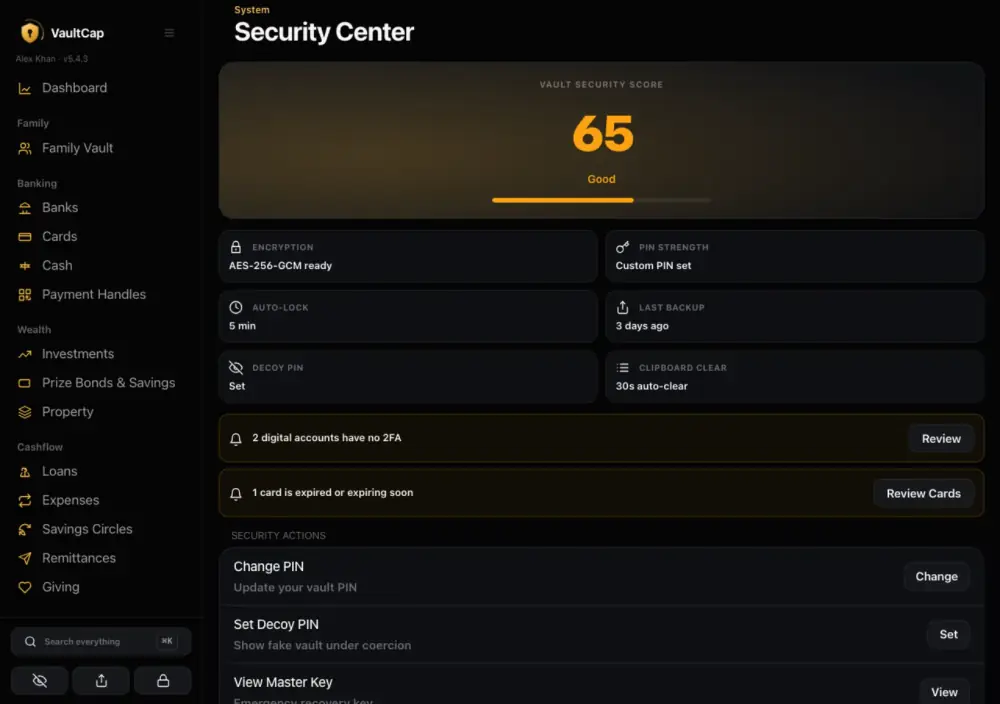 VaultCap
Alex Khan · v5.4.3
Dashboard
Family
Family Vault
Banking
Banks
Cards
Cash
Payment Handles
Wealth
Investments
Prize Bonds & Savings
Property
Cashflow
Loans
Expenses
Savings Circles
Remittances
Giving
Search everything ⌘K
System
Security Center
VAULT SECURITY SCORE
65
Good
ENCRYPTION
AES-256-GCM ready
PIN STRENGTH
Custom PIN set
AUTO-LOCK
5 min
LAST BACKUP
3 days ago
DECOY PIN
Set
CLIPBOARD CLEAR
30s auto-clear
2 digital accounts have no 2FA
Review
1 card is expired or expiring soon
Review Cards
SECURITY ACTIONS
Change PIN
Update your vault PIN
Change
Set Decoy PIN
Show fake vault under coercion
Set
View Master Key
Emergency recovery key
View